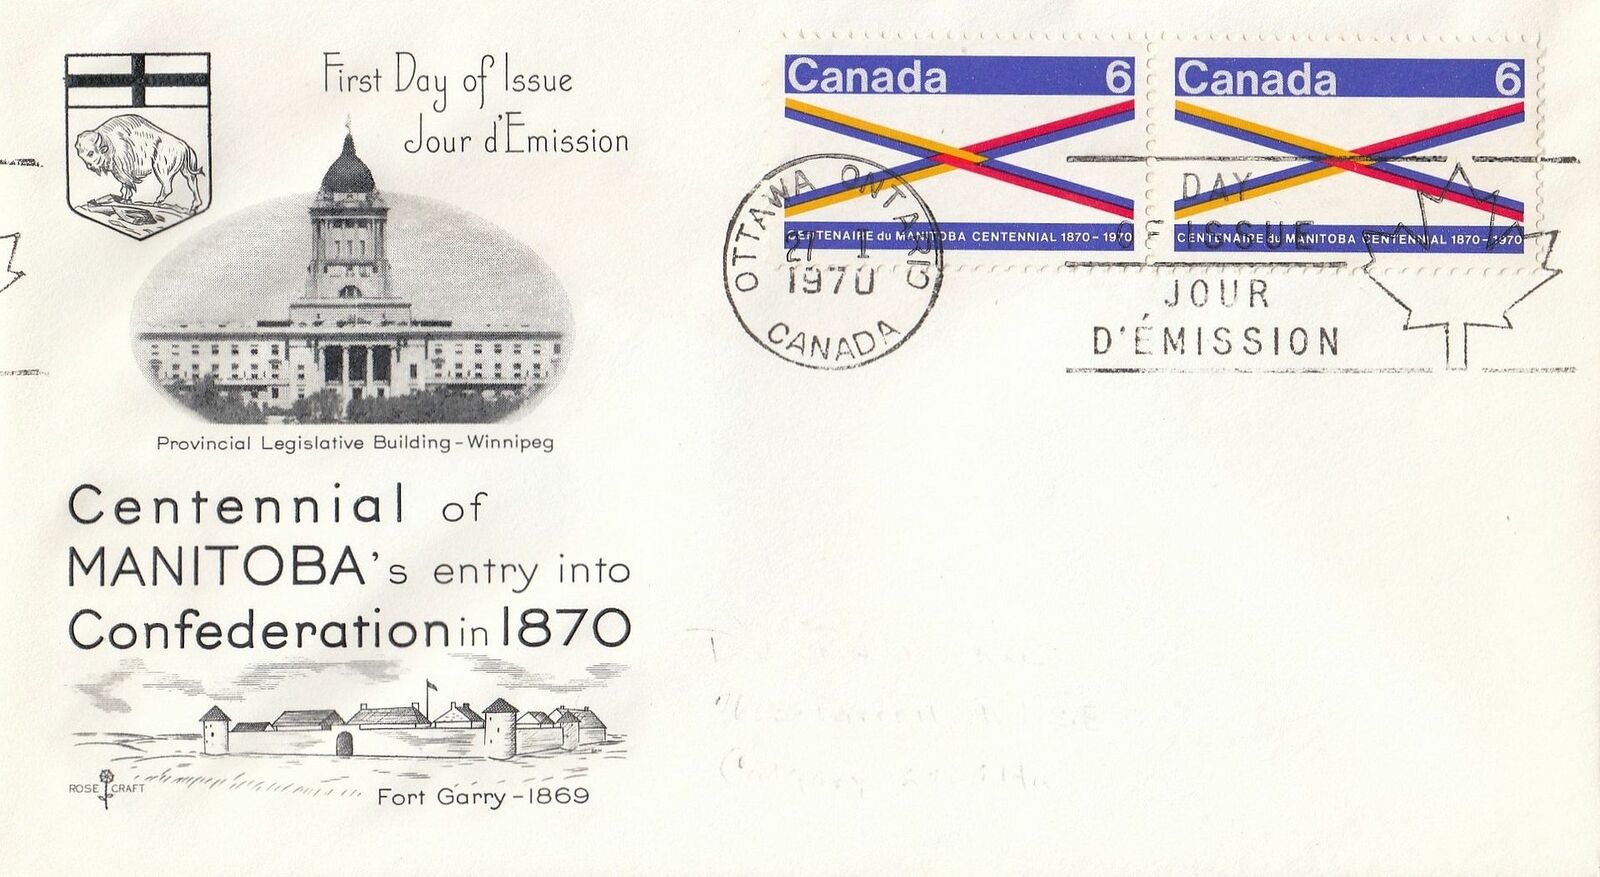 First Day of Issue
Jour d'Emission
Provincial Legislative Building - Winnipeg
Centennial of
MANITOBA's entry into
Confederation in 1870
ROSE CRAFT
Fort Garry - 1869
Canada 6
CENTENAIRE du MANITOBA CENTENNIAL 1870-1970
Canada 6
CENTENAIRE du MANITOBA CENTENNIAL 1870-1970
OTTAWA ONTARIO
27 I
1970
CANADA
DAY
OF ISSUE
JOUR
D'ÉMISSION